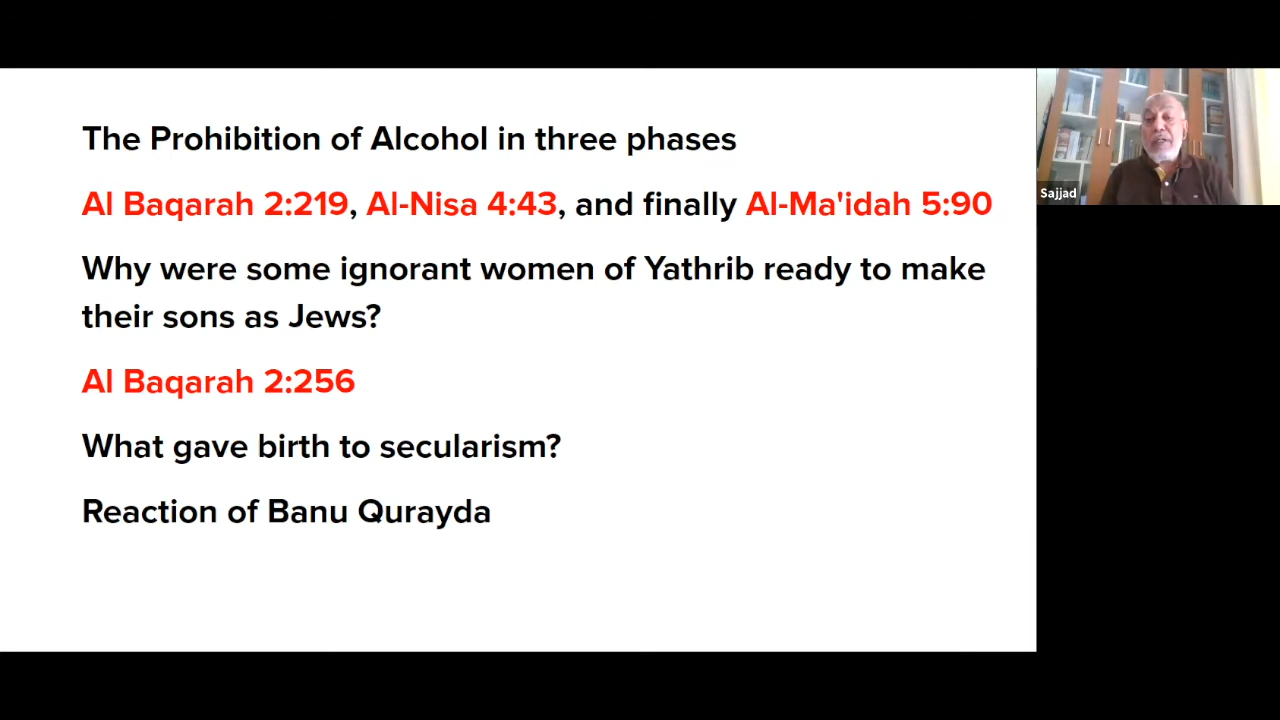 The Prohibition of Alcohol in three phases
Al Baqarah 2:219, Al-Nisa 4:43, and finally Al-Ma'idah 5:90
Why were some ignorant women of Yathrib ready to make
their sons as Jews?
Al Baqarah 2:256
What gave birth to secularism?
Reaction of Banu Qurayda
Sajjad